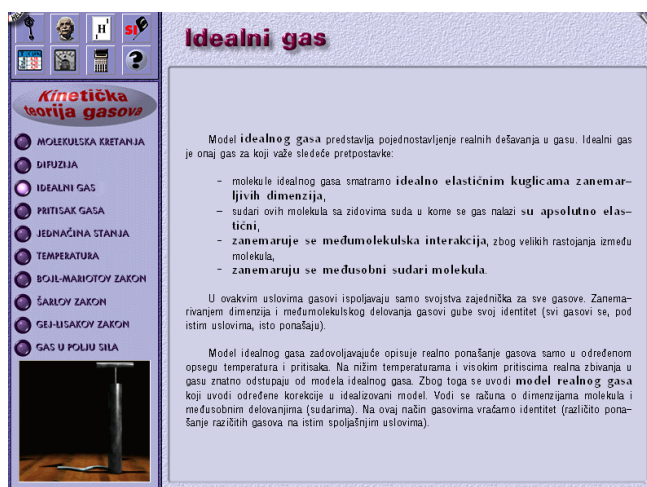 H
SI
?
Idealni gas
Kinetička
teorija gasova
MOLEKULSKA KRETANJA
DIFUZIJA
IDEALNI GAS
PRITISAK GASA
JEDNAČINA STANJA
TEMPERATURA
BOJL-MARIOTOV ZAKON
ŠARLOV ZAKON
GEJ-LISAKOV ZAKON
GAS U POLJU SILA
Model idealnog gasa predstavlja pojednostavljenje realnih dešavanja u gasu. Idealni gas
je onaj gas za koji važe sledeće pretpostavke:
– molekule idealnog gasa smatramo idealno elastičnim kuglicama zanemar–
ljivih dimenzija,
– sudari ovih molekula sa zidovima suda u kome se gas nalazi su apsolutno elas–
tični,
– zanemaruje se međumolekulska interakcija, zbog velikih rastojanja između
molekula,
– zanemaruju se međusobni sudari molekula.
U ovakvim uslovima gasovi ispoljavaju samo svojstva zajednička za sve gasove. Zanema–
rivanjem dimenzija i međumolekulskog delovanja gasovi gube svoj identitet (svi gasovi se, pod
istim uslovima, isto ponašaju).
Model idealnog gasa zadovoljavajuće opisuje realno ponašanje gasova samo u određenom
opsegu temperatura i pritisaka. Na nižim temperaturama i visokim pritiscima realna zbivanja u
gasu znatno odstupaju od modela idealnog gasa. Zbog toga se uvodi model realnog gasa
koji uvodi određene korekcije u idealizovani model. Vodi se računa o dimenzijama molekula i
međusobnim delovanjima (sudarima). Na ovaj način gasovima vraćamo identitet (različito pona–
šanje razičitih gasova na istim spoljašnjim uslovima).